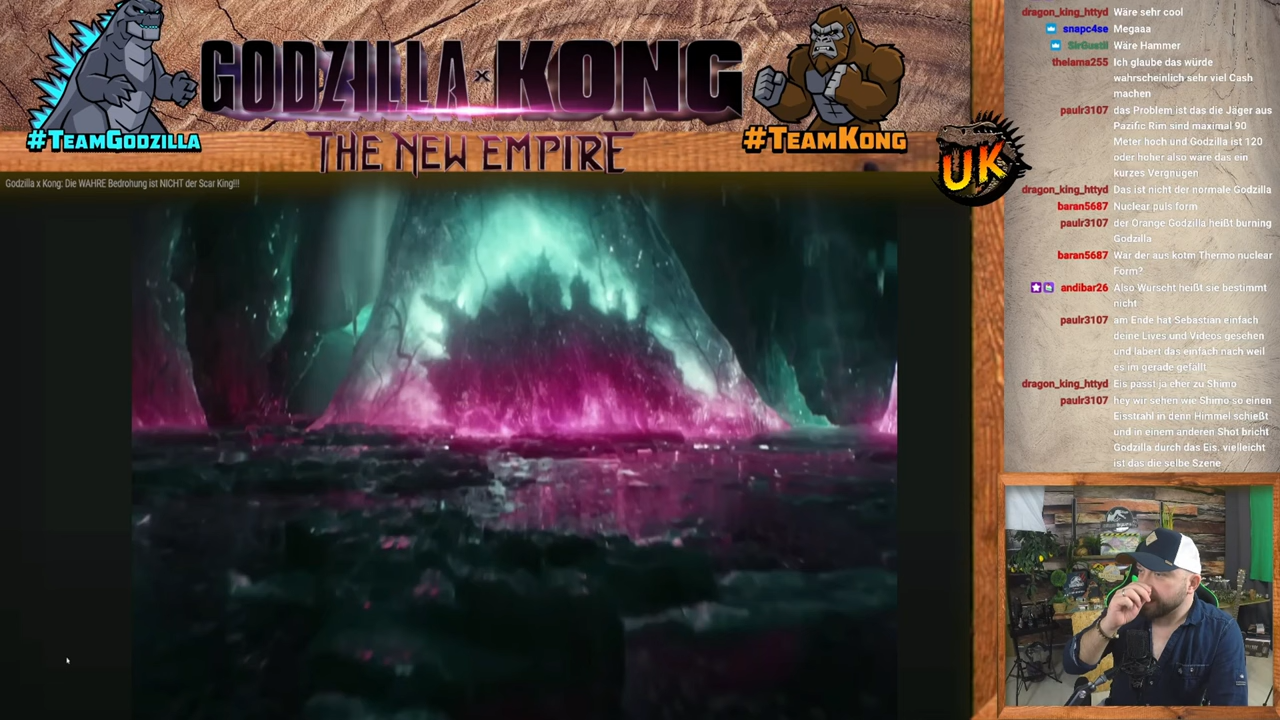 GODZILLA x KONG
THE NEW EMPIRE
#TEAMGODZILLA
#TEAMKONG
UK
Godzilla x Kong: Die WAHRE Bedrohung ist NICHT der Scar King!!!
dragon_king_httyd Wäre sehr cool
snapc4se Megaaa
SirGustii Wäre Hammer
thelama255 Ich glaube das würde
wahrscheinlich sehr viel Cash
machen
paulr3107 das Problem ist das die Jäger aus
Pazific Rim sind maximal 90
Meter hoch und Godzilla ist 120
oder hoher also ware das ein
kurzes Vergnugen
dragon_king_httyd Das ist nicht der normale Godzilla
baran5687 Nuclear puls form
paulr3107 der Orange Godzilla heißt burning
Godzilla
baran5687 War der aus kotm Thermo nuclear
Form?
andibar26 Also Wurscht heißt sie bestimmt
nicht
paulr3107 am Ende hat Sebastian einfach
deine Lives und Videos gesehen
und labert das einfach nach weil
es im gerade gefällt
dragon_king_httyd Eis passt ja eher zu Shimo
paulr3107 hey wir sehen wie Shimo so einen
Eisstrahl in denn Himmel schießt
und in einem anderen Shot bricht
Godzilla durch das Eis. vielleicht
ist das die selbe Szene